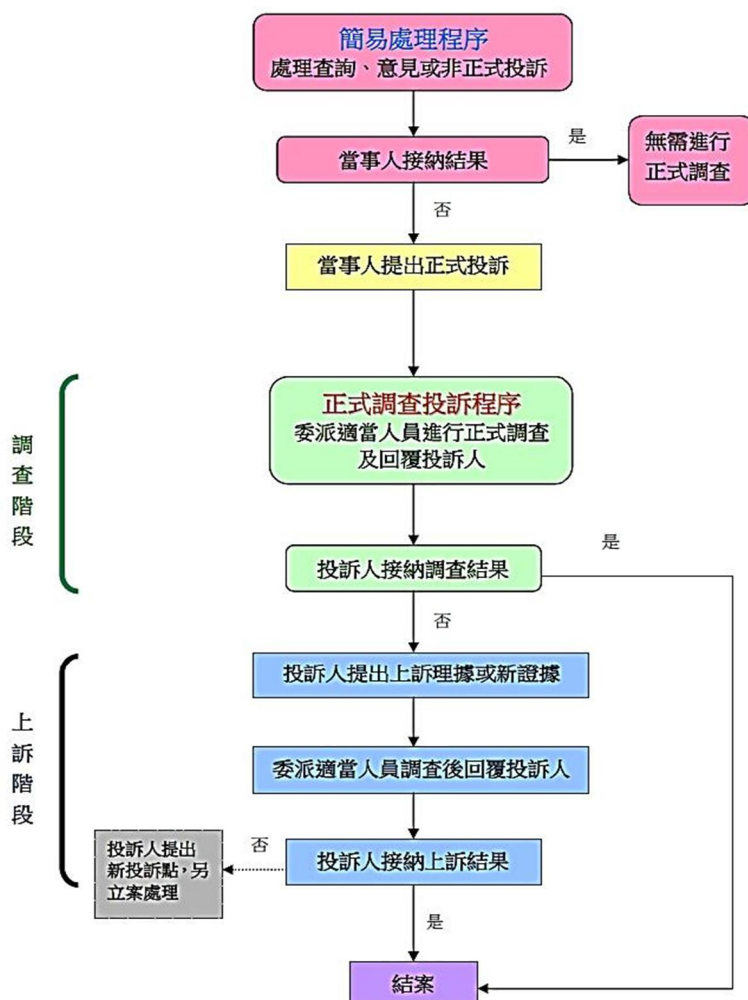 簡易處理程序
處理查詢、意見或非正式投訴
當事人接納結果
是
無需進行
正式調查
否
當事人提出正式投訴
調查階段
正式調查投訴程序
委派適當人員進行正式調查
及回覆投訴人
投訴人接納調查結果
是
否
上訴階段
投訴人提出上訴理據或新證據
委派適當人員調查後回覆投訴人
投訴人接納上訴結果
否
投訴人提出
新投訴點，另
立案處理
是
結案